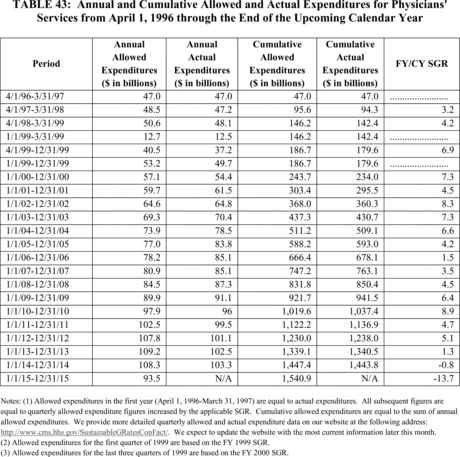 TABLE 43: Annual and Cumulative Allowed and Actual Expenditures for Physicians'
Services from April 1, 1996 through the End of the Upcoming Calendar Year
Period | Annual Allowed Expenditures ($ in billions) | Annual Actual Expenditures ($ in billions) | Cumulative Allowed Expenditures ($ in billions) | Cumulative Actual Expenditures ($ in billions) | FY/CY SGR
4/1/96-3/31/97 47.0 47.0 47.0 47.0 ........................
4/1/97-3/31/98 48.5 47.2 95.6 94.3 3.2
4/1/98-3/31/99 50.6 48.1 146.2 142.4 4.2
1/1/99-3/31/99 12.7 12.5 146.2 142.4 ........................
4/1/99-12/31/99 40.5 37.2 186.7 179.6 6.9
1/1/99-12/31/99 53.2 49.7 186.7 179.6 ........................
1/1/00-12/31/00 57.1 54.4 243.7 234.0 7.3
1/1/01-12/31/01 59.7 61.5 303.4 295.5 4.5
1/1/02-12/31/02 64.6 64.8 368.0 360.3 8.3
1/1/03-12/31/03 69.3 70.4 437.3 430.7 7.3
1/1/04-12/31/04 73.9 78.5 511.2 509.1 6.6
1/1/05-12/31/05 77.0 83.8 588.2 593.0 4.2
1/1/06-12/31/06 78.2 85.1 666.4 678.1 1.5
1/1/07-12/31/07 80.9 85.1 747.2 763.1 3.5
1/1/08-12/31/08 84.5 87.3 831.8 850.4 4.5
1/1/09-12/31/09 89.9 91.1 921.7 941.5 6.4
1/1/10-12/31/10 97.9 96 1,019.6 1,037.4 8.9
1/1/11-12/31/11 102.5 99.5 1,122.2 1,136.9 4.7
1/1/12-12/31/12 107.8 101.1 1,230.0 1,238.0 5.1
1/1/13-12/31/13 109.2 102.5 1,339.1 1,340.5 1.3
1/1/14-12/31/14 108.3 103.3 1,447.4 1,443.8 -0.8
1/1/15-12/31/15 93.5 N/A 1,540.9 N/A -13.7
Notes: (1) Allowed expenditures in the first year (April 1, 1996-March 31, 1997) are equal to actual expenditures. All subsequent figures are
equal to quarterly allowed expenditure figures increased by the applicable SGR. Cumulative allowed expenditures are equal to the sum of annual
allowed expenditures. We provide more detailed quarterly allowed and actual expenditure data on our website at the following address:
http://www.cms.hhs.gov/SustainableGRatesConFact/. We expect to update the website with the most current information later this month.
(2) Allowed expenditures for the first quarter of 1999 are based on the FY 1999 SGR.
(3) Allowed expenditures for the last three quarters of 1999 are based on the FY 2000 SGR.